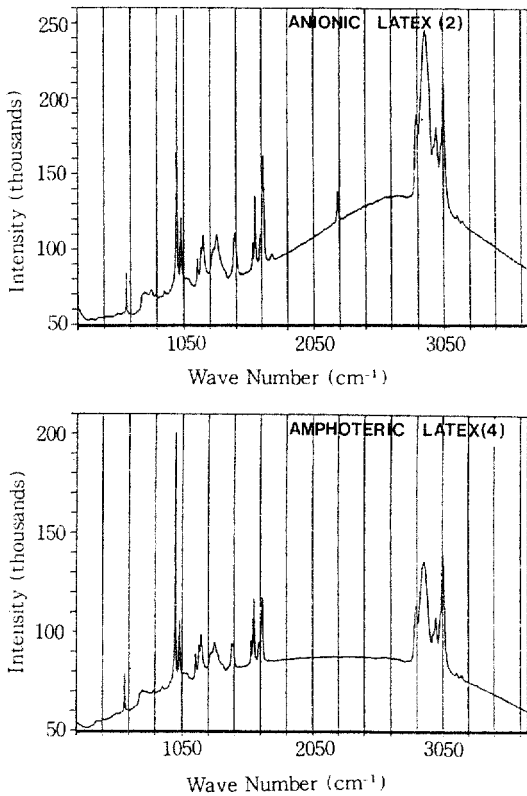 ANIONIC LATEX (2)
260
250
200
150
100
50
Intensity (thousands)
1050 2050 3050
Wave Number (cm⁻¹)
AMPHOTERIC LATEX(4)
200
150
100
50
Intensity (thousands)
1050 2050 3050
Wave Number (cm⁻¹)